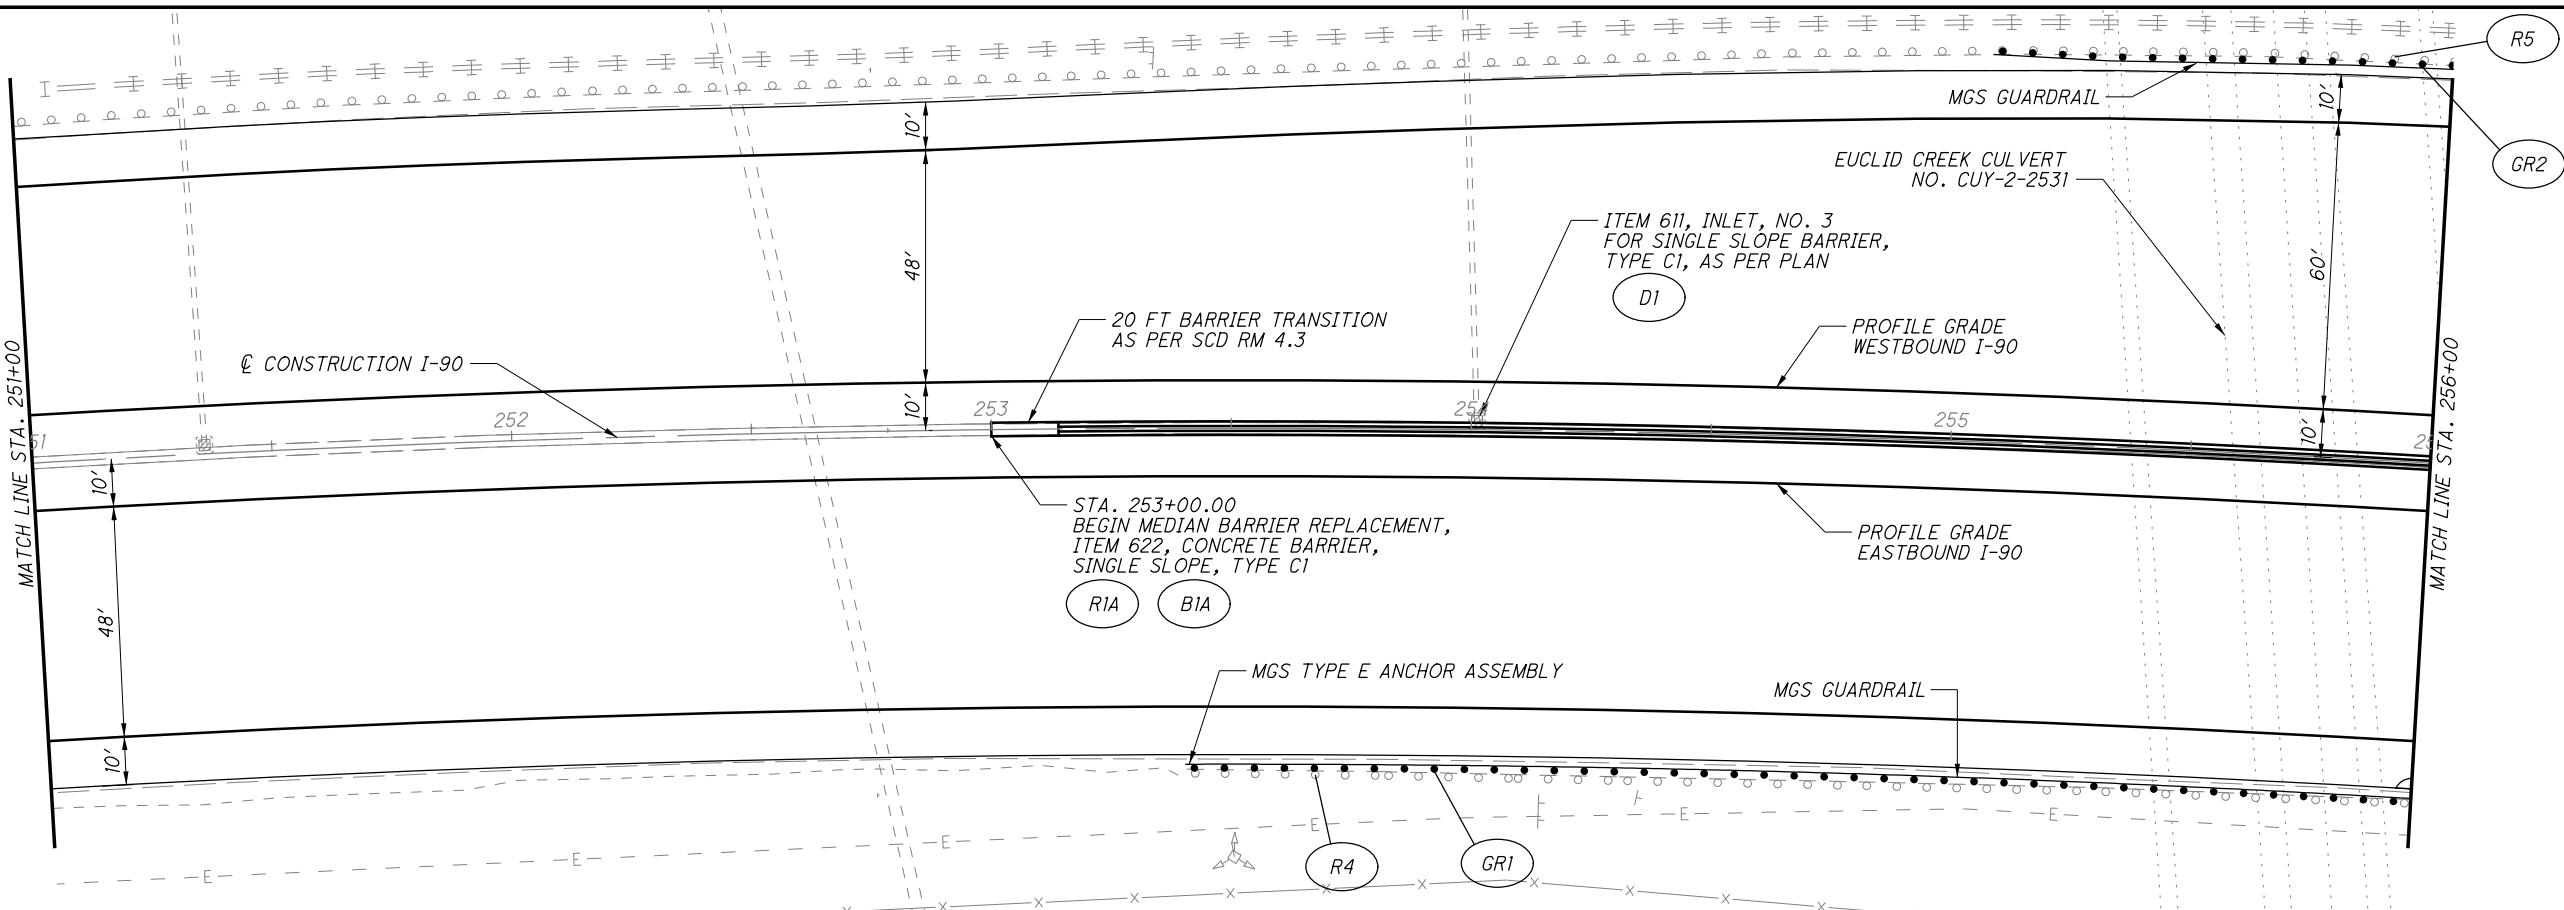 R5
MGS GUARDRAIL
10'
10'
EUCLID CREEK CULVERT
NO. CUY-2-2531
GR2
ITEM 611, INLET, NO. 3
FOR SINGLE SLOPE BARRIER,
TYPE C1, AS PER PLAN
D1
48'
60'
20 FT BARRIER TRANSITION
AS PER SCD RM 4.3
PROFILE GRADE
WESTBOUND I-90
℄ CONSTRUCTION I-90
MATCH LINE STA. 251+00
MATCH LINE STA. 256+00
10'
10'
51
252
253
254
255
25
10'
STA. 253+00.00
BEGIN MEDIAN BARRIER REPLACEMENT,
ITEM 622, CONCRETE BARRIER,
SINGLE SLOPE, TYPE C1
R1A
B1A
PROFILE GRADE
EASTBOUND I-90
48'
MGS TYPE E ANCHOR ASSEMBLY
MGS GUARDRAIL
10'
E
E
E
E
E
R4
GR1
X
X
X
X
X
X
X
X
X
X
X